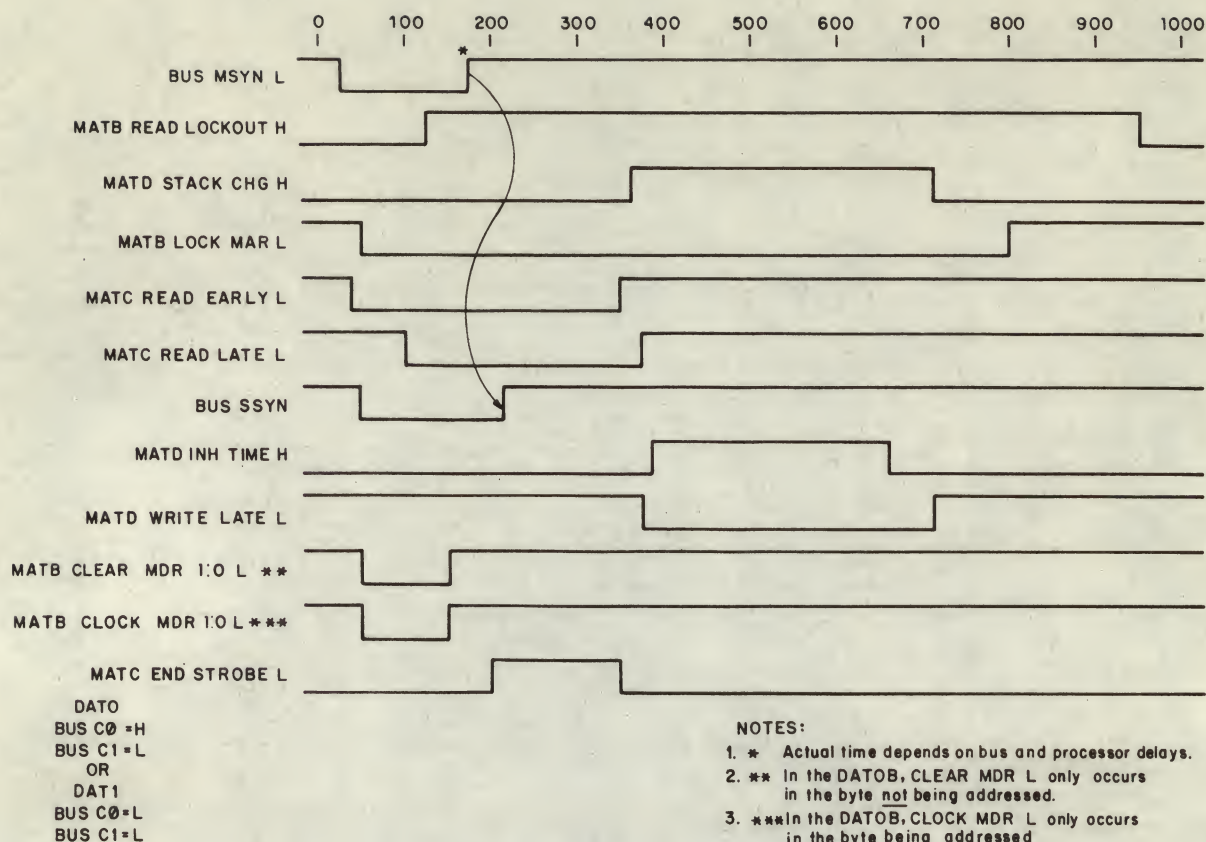 0 100 200 300 400 500 600 700 800 900 1000
*
BUS MSYN L
MATB READ LOCKOUT H
MATD STACK CHG H
MATB LOCK MAR L
MATC READ EARLY L
MATC READ LATE L
BUS SSYN
MATD INH TIME H
MATD WRITE LATE L
MATB CLEAR MDR 1:0 L **
MATB CLOCK MDR 1:0 L ***
MATC END STROBE L
DATO
BUS CØ = H
BUS C1 = L
OR
DAT1
BUS C0 = L
BUS C1 = L
NOTES:
1. * Actual time depends on bus and processor delays.
2. ** In the DATOB, CLEAR MDR L only occurs
in the byte not being addressed.
3. *** In the DATOB, CLOCK MDR L only occurs
in the byte being addressed